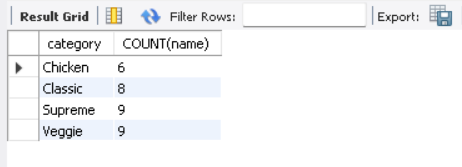 Result Grid Filter Rows: Export:
category COUNT(name)
Chicken 6
Classic 8
Supreme 9
Veggie 9